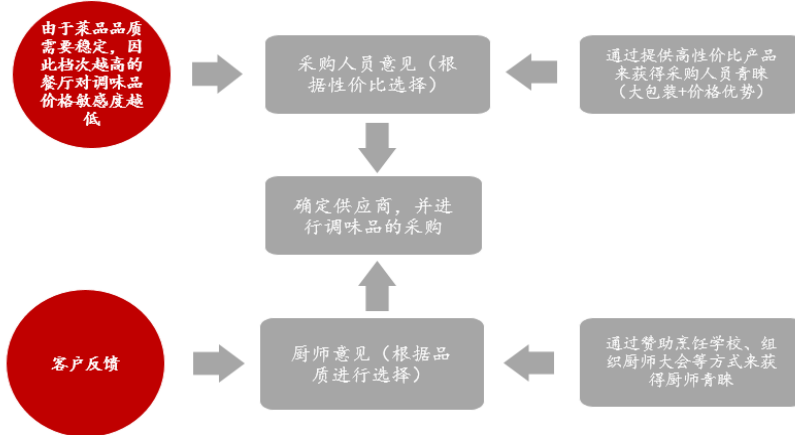 由于菜品品质
需要稳定，因
此档次越高的
餐厅对调味品
价格敏感度越
低
采购人员意见（根
据性价比选择）
通过提供高性价比产品
来获得采购人员青睐
（大包装+价格优势）
确定供应商，并进
行调味品的采购
客户反馈
厨师意见（根据品
质进行选择）
通过赞助烹饪学校、组
织厨师大会等方式来获
得厨师青睐